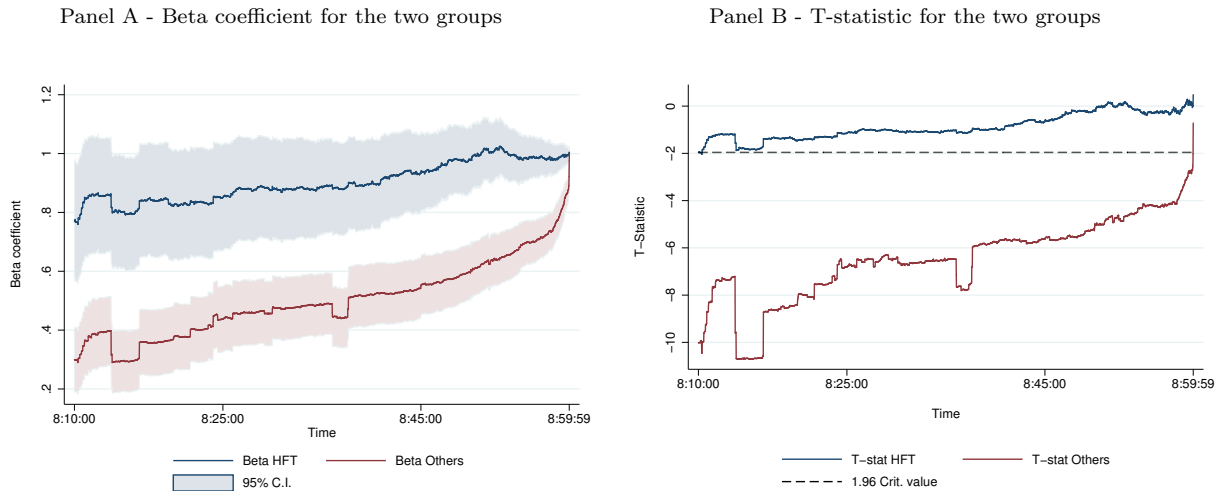 Panel A - Beta coefficient for the two groups
Beta coefficient
1.2
1
.8
.6
.4
.2
8:10:00
8:25:00
8:45:00
8:59:59
Time
Beta HFT
Beta Others
95% C.I.
Panel B - T-statistic for the two groups
T−Statistic
0
−2
−4
−6
−8
−10
8:10:00
8:25:00
8:45:00
8:59:59
Time
T−stat HFT
T−stat Others
1.96 Crit. value